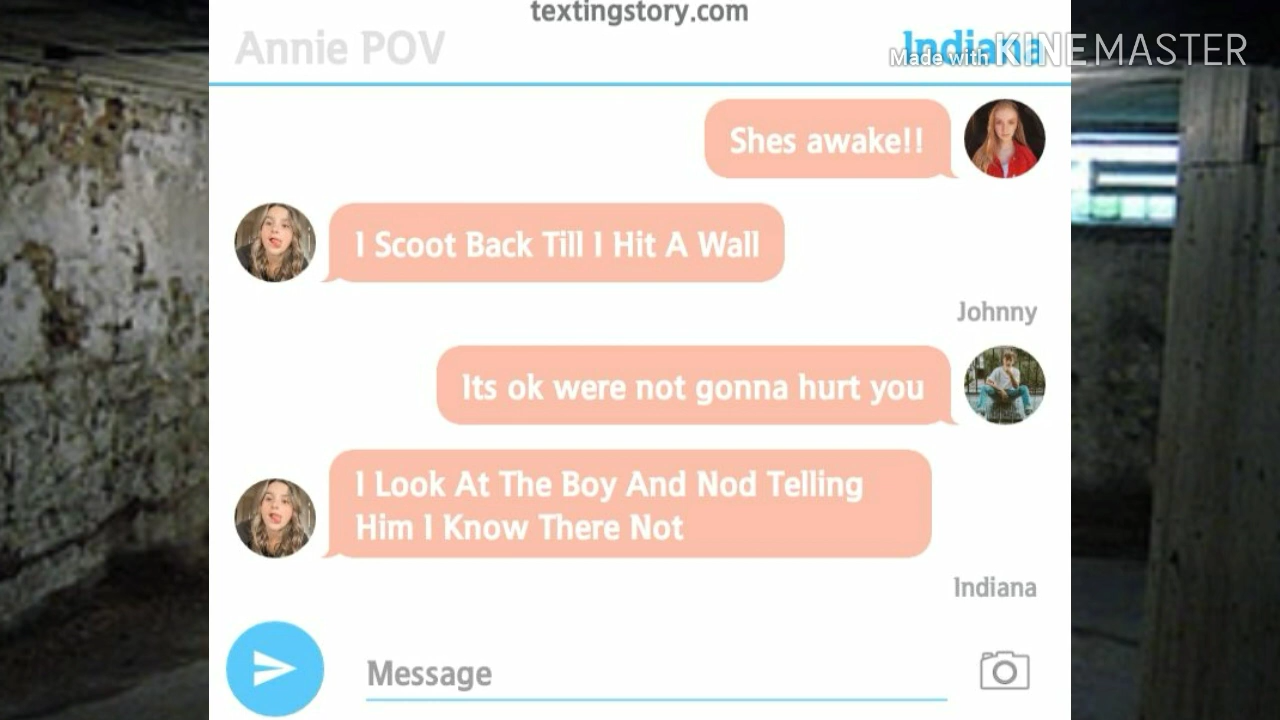 textingstory.com
Annie POV
Indiana
Made with KINEMASTER
Shes awake!!
I Scoot Back Till I Hit A Wall
Johnny
Its ok were not gonna hurt you
I Look At The Boy And Nod Telling
Him I Know There Not
Indiana
Message